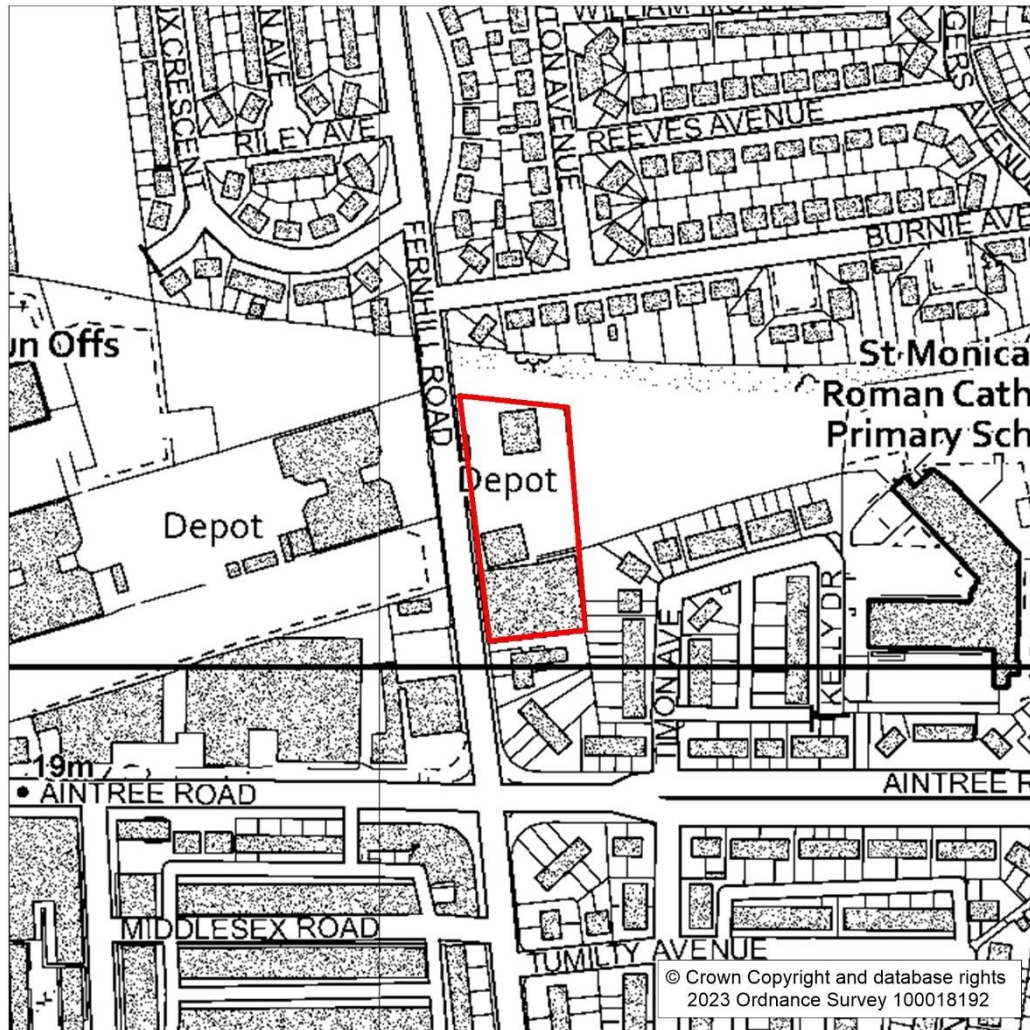 RILEY AVE
REEVES AVENUE
BURNIE AVE
FERNHILL ROAD
un Offs
St Monica
Roman Cath
Primary Sch
Depot
Depot
KELLY DR
19m
AINTREE ROAD
AINTREE R
MIDDLESEX ROAD
TUMILTY AVENUE
© Crown Copyright and database rights
2023 Ordnance Survey 100018192